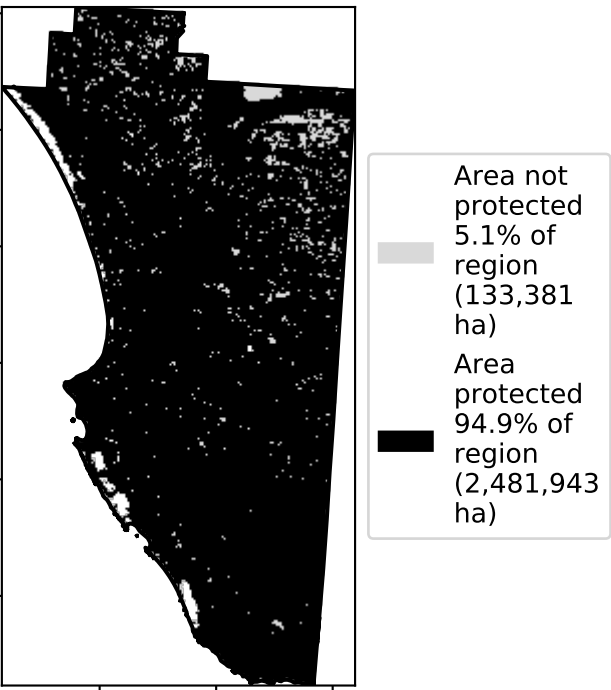 Area not
protected
5.1% of
region
(133,381
ha)
Area
protected
94.9% of
region
(2,481,943
ha)